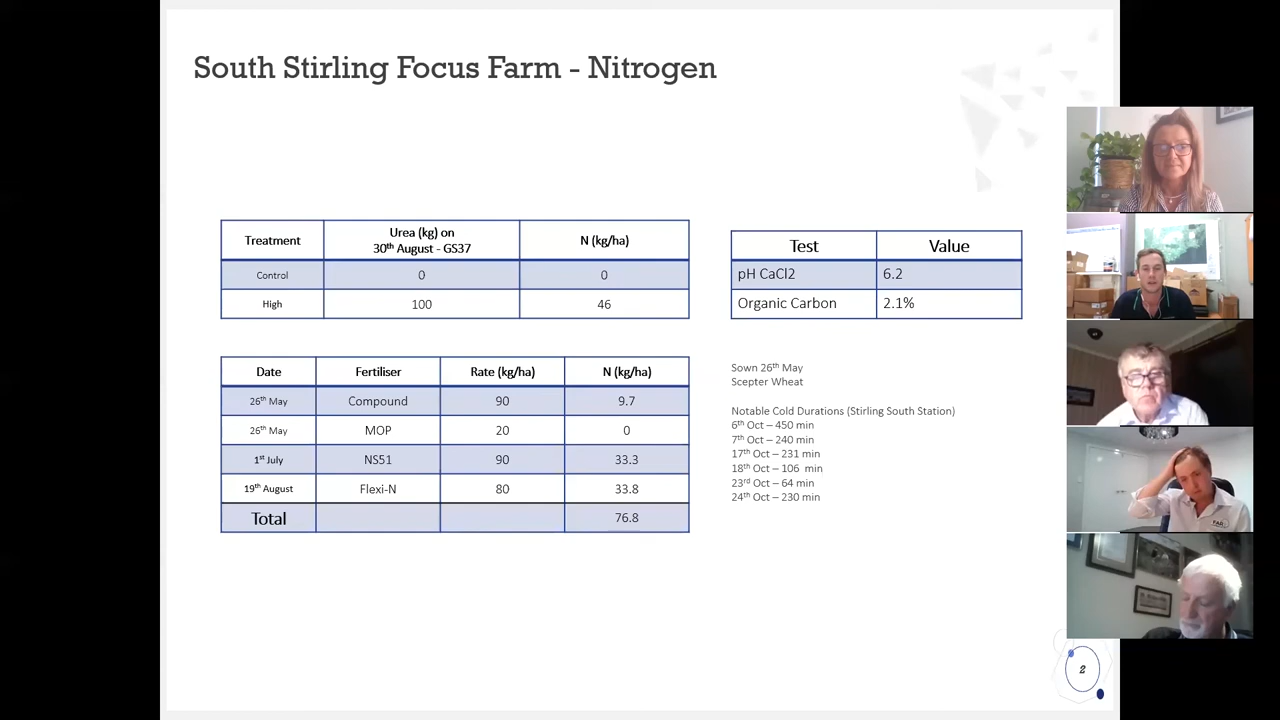 South Stirling Focus Farm - Nitrogen
Treatment Urea (kg) on 30th August - GS37 N (kg/ha)
Control 0 0
High 100 46
Test Value
pH CaCl2 6.2
Organic Carbon 2.1%
Date Fertiliser Rate (kg/ha) N (kg/ha)
26th May Compound 90 9.7
26th May MOP 20 0
1st July NS51 90 33.3
19th August Flexi-N 80 33.8
Total 76.8
Sown 26th May
Scepter Wheat
Notable Cold Durations (Stirling South Station)
6th Oct – 450 min
7th Oct – 240 min
17th Oct – 231 min
18th Oct – 106 min
23rd Oct – 64 min
24th Oct – 230 min
FAR
2